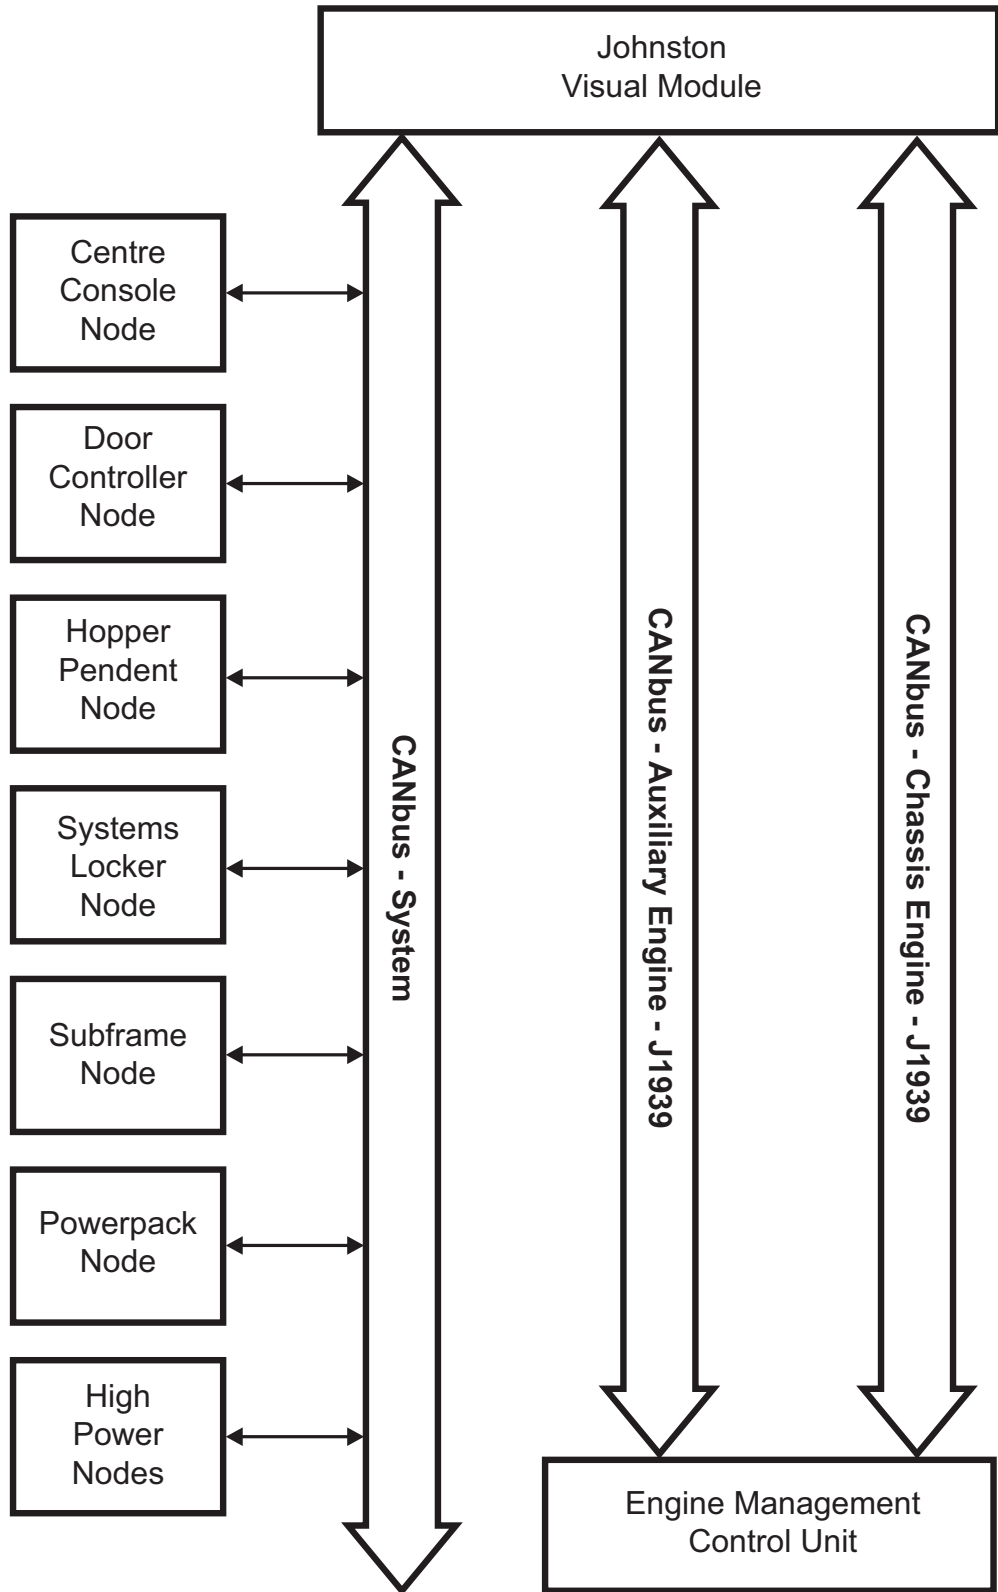 Johnston
Visual Module
Centre
Console
Node
Door
Controller
Node
Hopper
Pendent
Node
Systems
Locker
Node
Subframe
Node
Powerpack
Node
High
Power
Nodes
CANbus - System
CANbus - Auxiliary Engine - J1939
CANbus - Chassis Engine - J1939
Engine Management
Control Unit